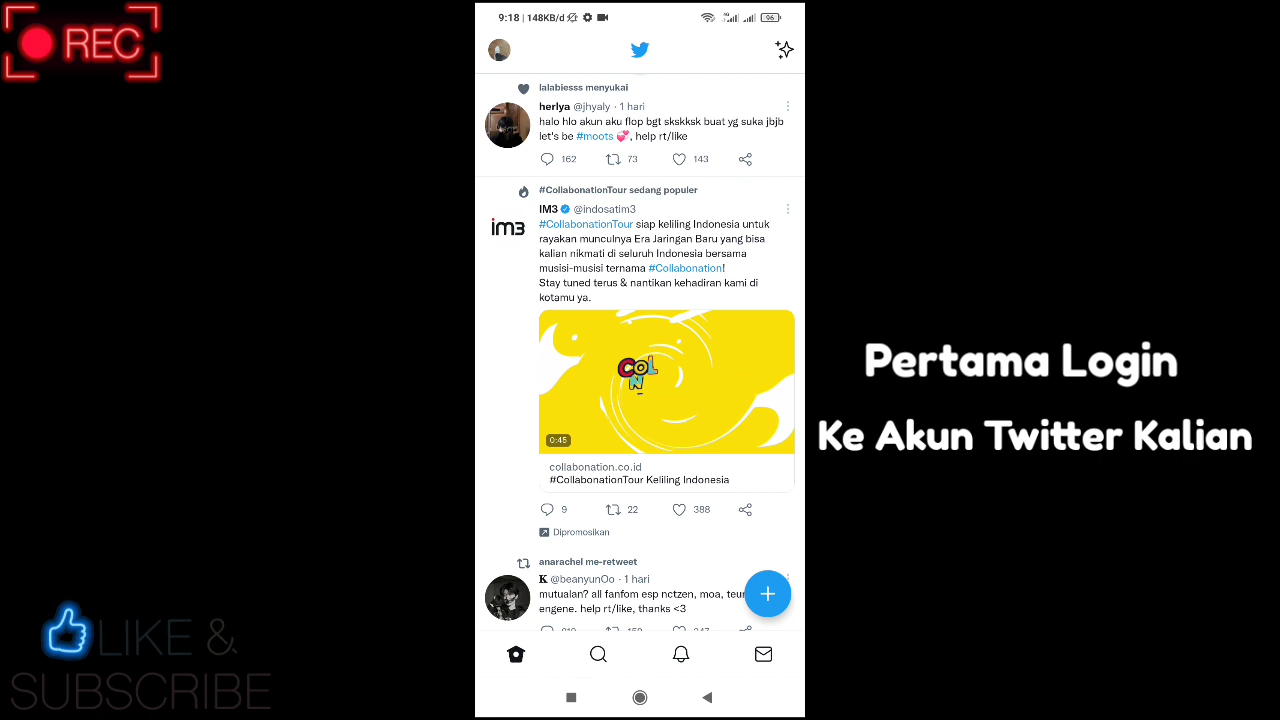 REC
9:18 | 148KB/d
4G
96
lalabiesss menyukai
herlya @jhyaly · 1 hari
halo hlo akun aku flop bgt skskksk buat yg suka jbjb
let's be #moots 💞, help rt/like
162 73 143
#CollabonationTour sedang populer
IM3 @indosatim3
im3
#CollabonationTour siap keliling Indonesia untuk
rayakan munculnya Era Jaringan Baru yang bisa
kalian nikmati di seluruh Indonesia bersama
musisi-musisi ternama #Collabonation!
Stay tuned terus & nantikan kehadiran kami di
kotamu ya.
COL
N
0:45
collabonation.co.id
#CollabonationTour Keliling Indonesia
9 22 388
Dipromosikan
anarachel me-retweet
K @beanyunOo · 1 hari
mutualan? all fanfom esp nctzen, moa, teu
engene. help rt/like, thanks <3
Pertama Login
Ke Akun Twitter Kalian
LIKE &
SUBSCRIBE